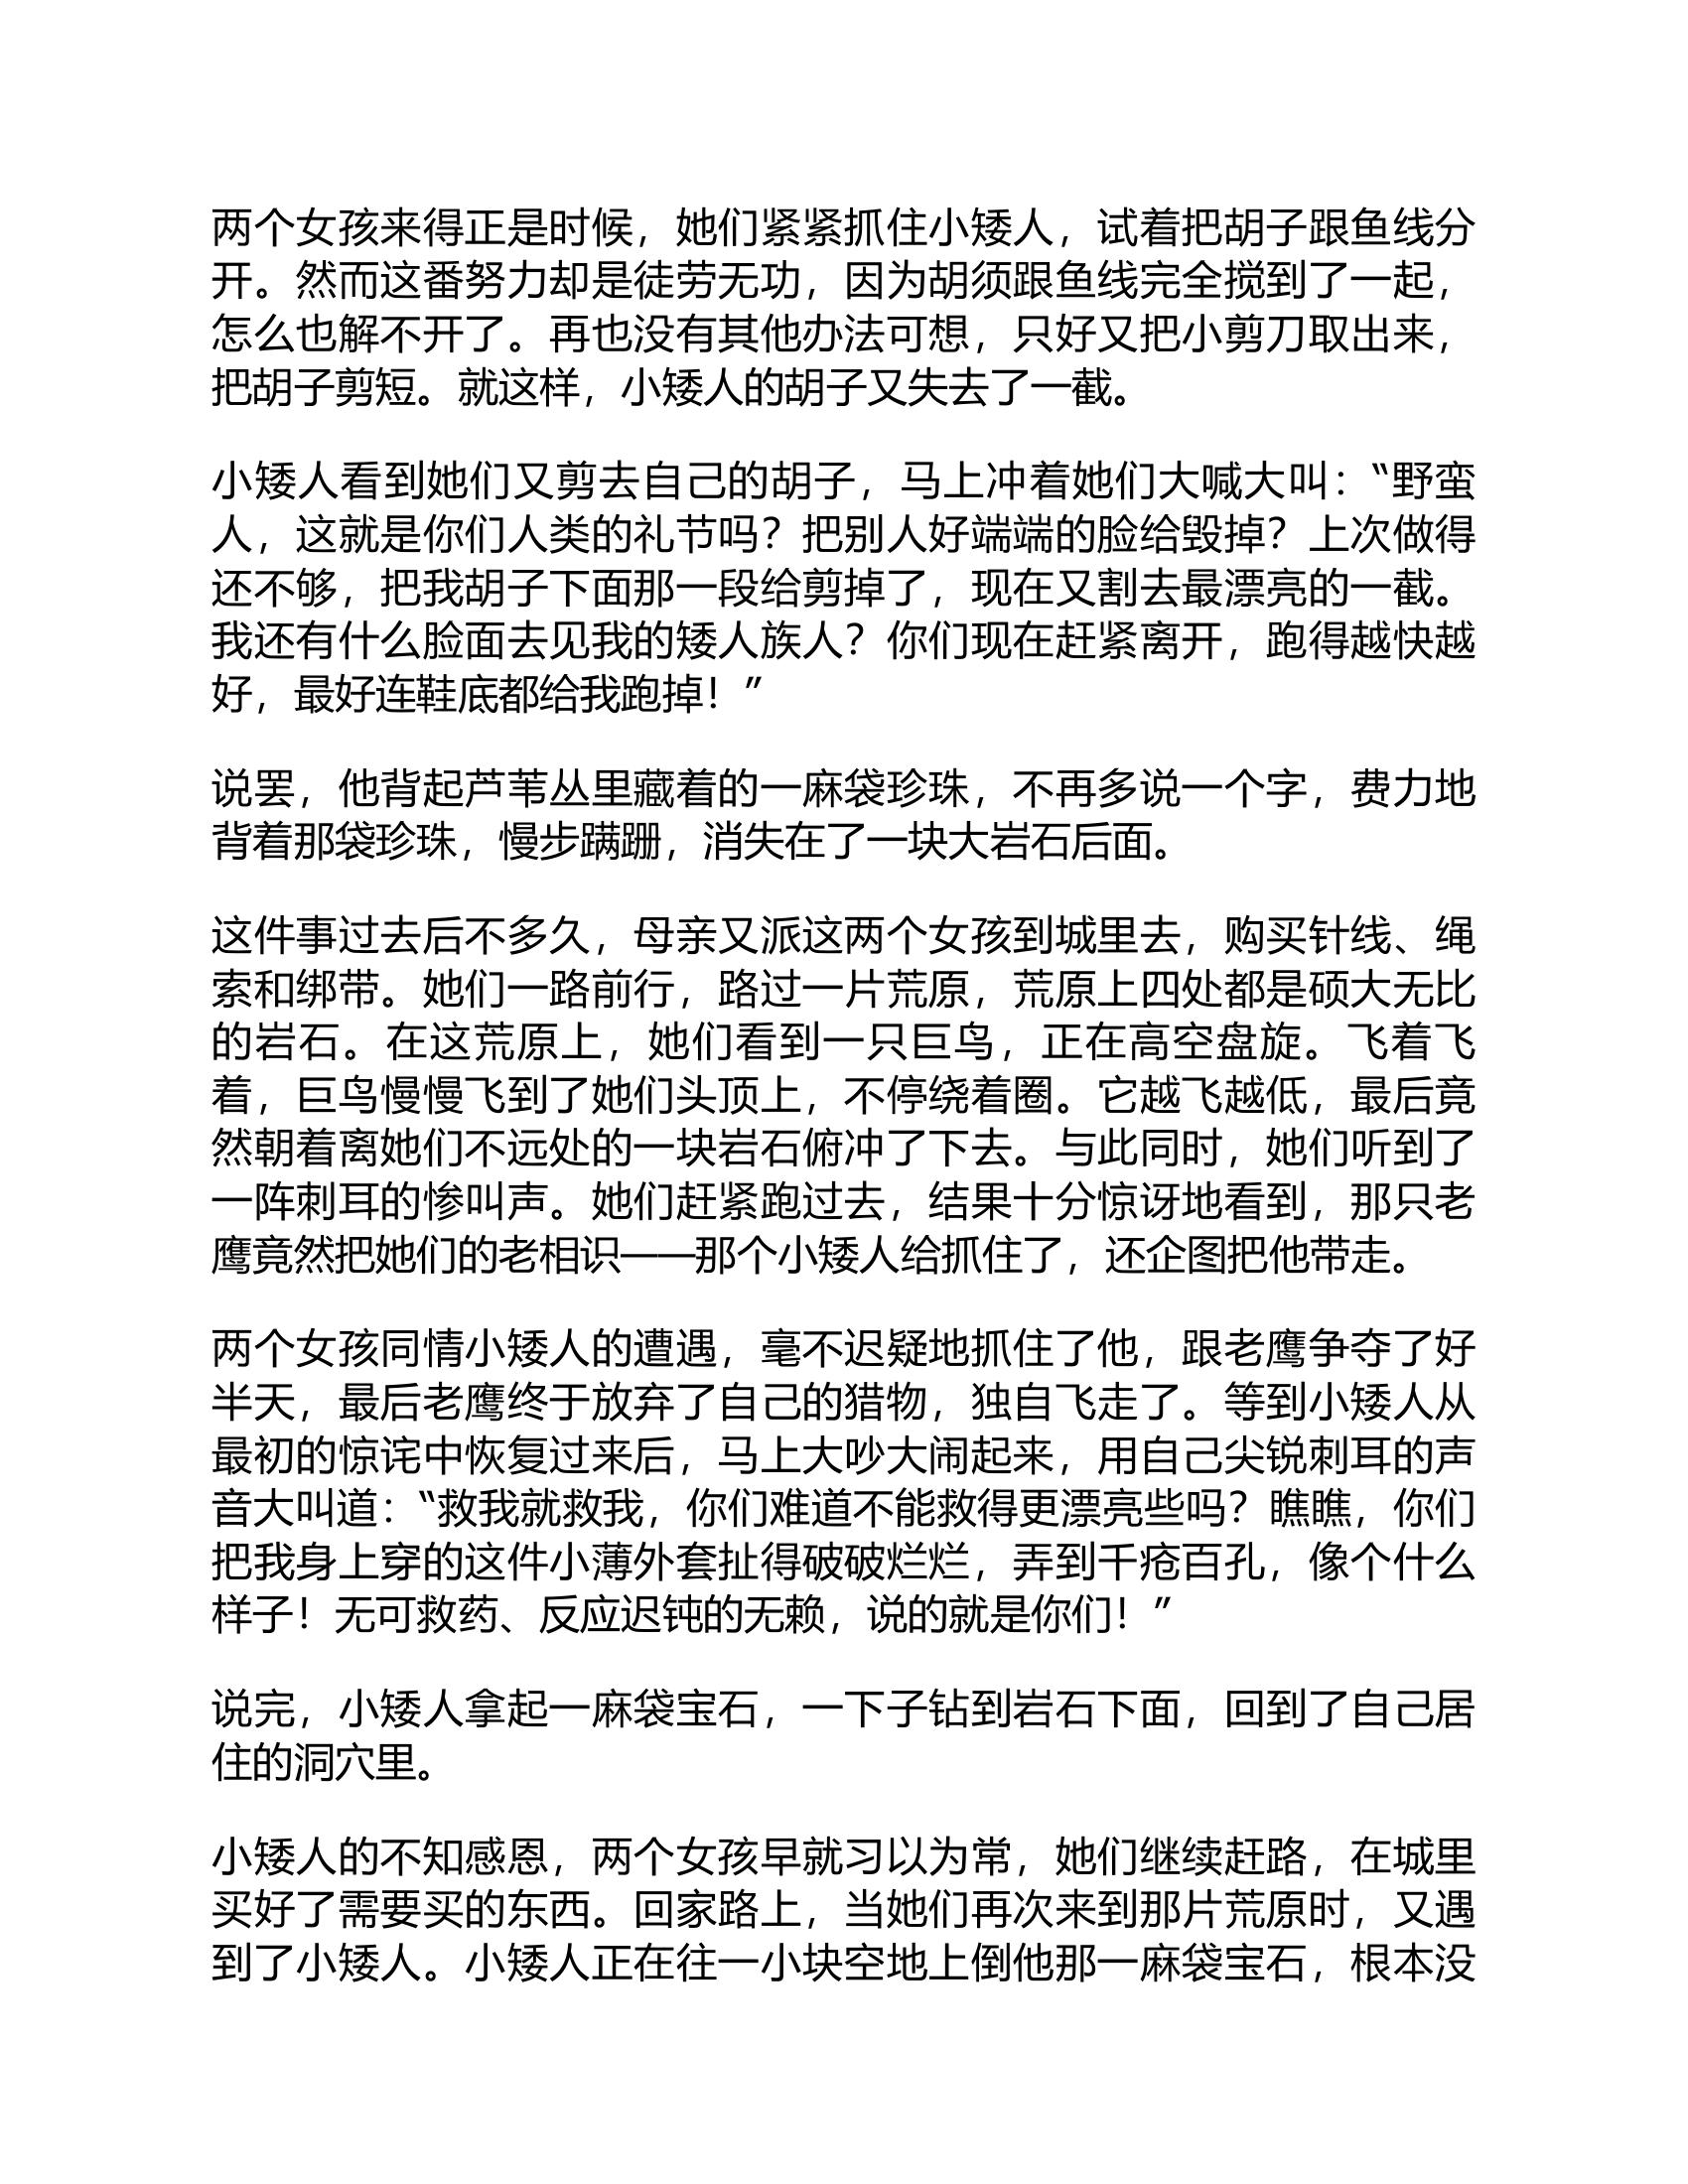 两个女孩来得正是时候，她们紧紧抓住小矮人，试着把胡子跟鱼线分
开。然而这番努力却是徒劳无功，因为胡须跟鱼线完全搅到了一起，
怎么也解不开了。再也没有其他办法可想，只好又把小剪刀取出来，
把胡子剪短。就这样，小矮人的胡子又失去了一截。
小矮人看到她们又剪去自己的胡子，马上冲着她们大喊大叫：“野蛮
人，这就是你们人类的礼节吗？把别人好端端的脸给毁掉？上次做得
还不够，把我胡子下面那一段给剪掉了，现在又割去最漂亮的一截。
我还有什么脸面去见我的矮人族人？你们现在赶紧离开，跑得越快越
好，最好连鞋底都给我跑掉！”
说罢，他背起芦苇丛里藏着的一麻袋珍珠，不再多说一个字，费力地
背着那袋珍珠，慢步蹒跚，消失在了一块大岩石后面。
这件事过去后不多久，母亲又派这两个女孩到城里去，购买针线、绳
索和绑带。她们一路前行，路过一片荒原，荒原上四处都是硕大无比
的岩石。在这荒原上，她们看到一只巨鸟，正在高空盘旋。飞着飞
着，巨鸟慢慢飞到了她们头顶上，不停绕着圈。它越飞越低，最后竟
然朝着离她们不远处的一块岩石俯冲了下去。与此同时，她们听到了
一阵刺耳的惨叫声。她们赶紧跑过去，结果十分惊讶地看到，那只老
鹰竟然把她们的老相识——那个小矮人给抓住了，还企图把他带走。
两个女孩同情小矮人的遭遇，毫不迟疑地抓住了他，跟老鹰争夺了好
半天，最后老鹰终于放弃了自己的猎物，独自飞走了。等到小矮人从
最初的惊诧中恢复过来后，马上大吵大闹起来，用自己尖锐刺耳的声
音大叫道：“救我就救我，你们难道不能救得更漂亮些吗？瞧瞧，你们
把我身上穿的这件小薄外套扯得破破烂烂，弄到千疮百孔，像个什么
样子！无可救药、反应迟钝的无赖，说的就是你们！”
说完，小矮人拿起一麻袋宝石，一下子钻到岩石下面，回到了自己居
住的洞穴里。
小矮人的不知感恩，两个女孩早就习以为常，她们继续赶路，在城里
买好了需要买的东西。回家路上，当她们再次来到那片荒原时，又遇
到了小矮人。小矮人正在往一小块空地上倒他那一麻袋宝石，根本没